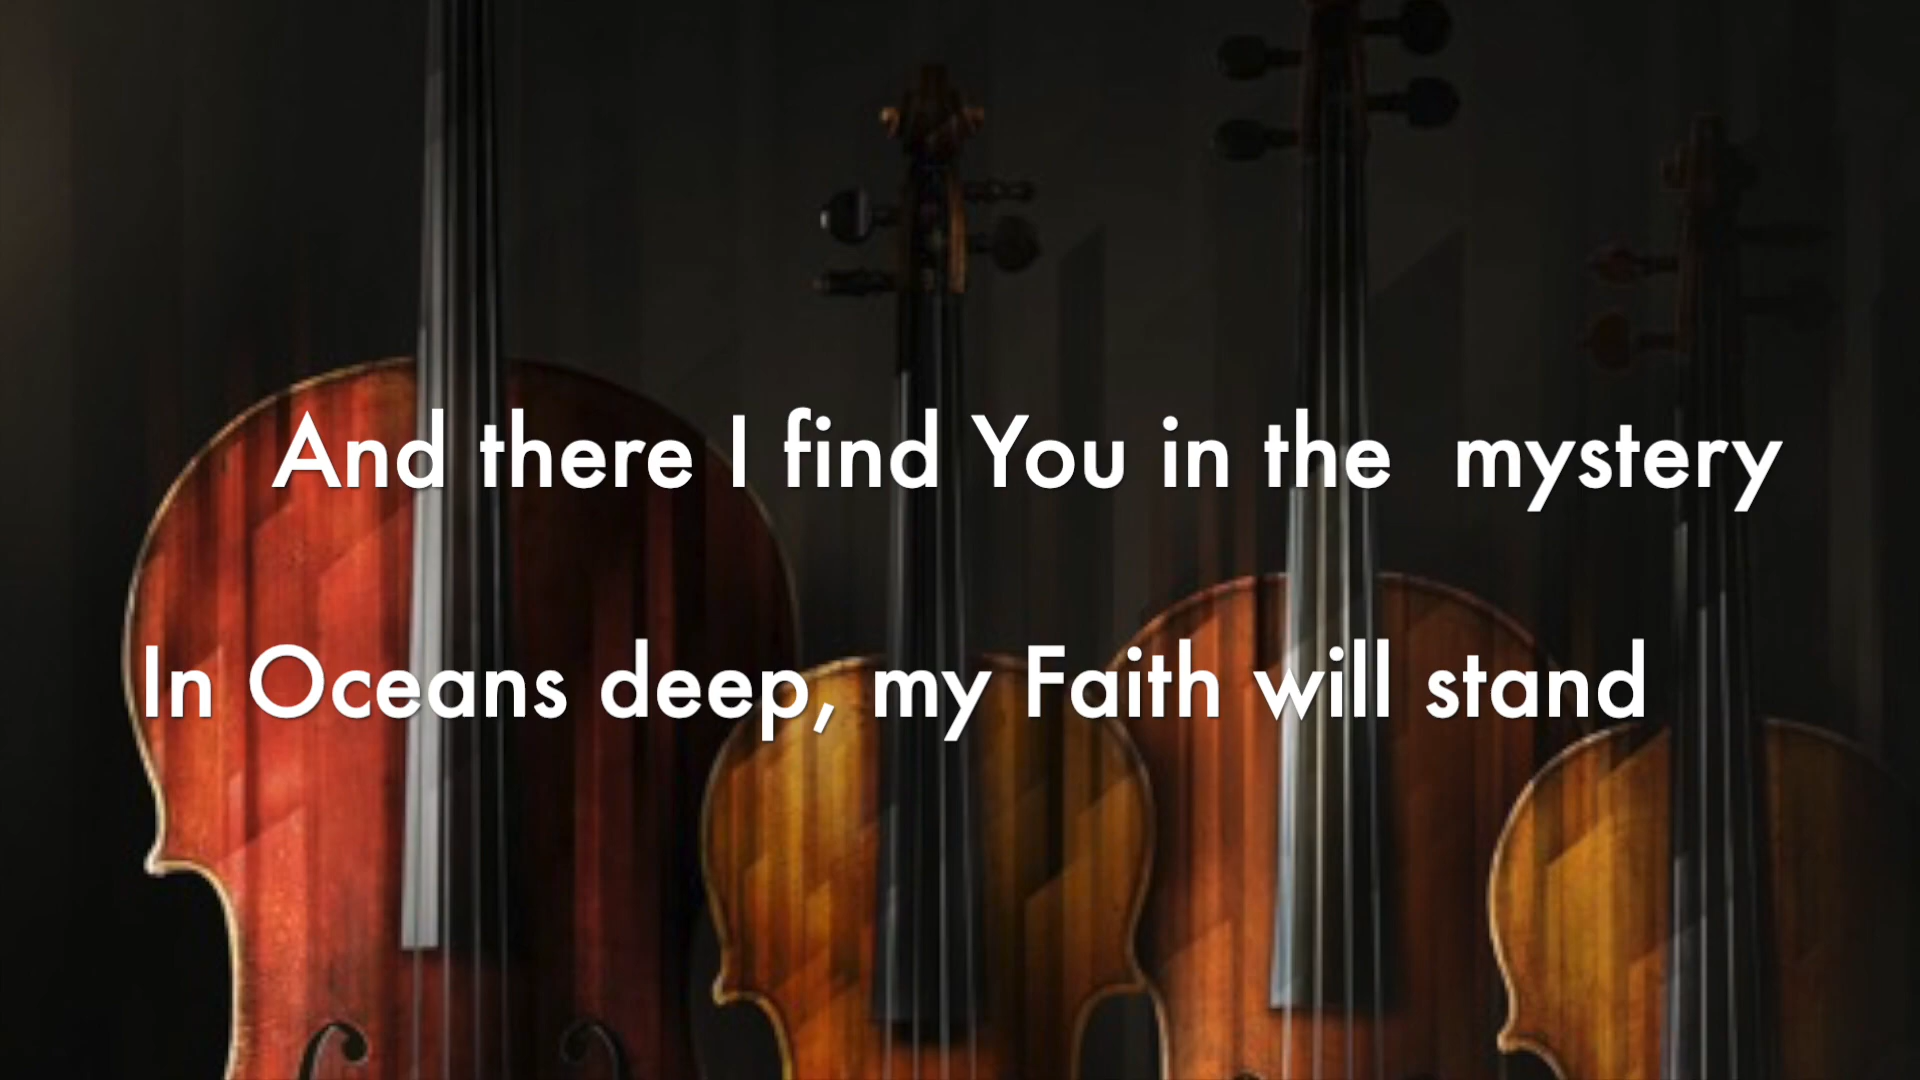 And there I find You in the  mystery
In Oceans deep, my Faith will stand